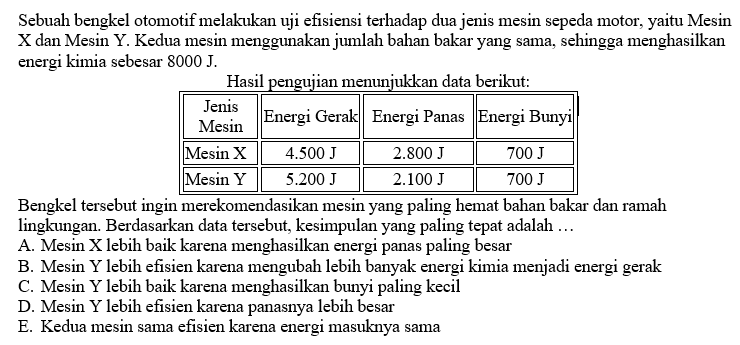 Sebuah bengkel otomotif melakukan uji efisiensi terhadap dua jenis mesin sepeda motor, yaitu Mesin
X dan Mesin Y. Kedua mesin menggunakan jumlah bahan bakar yang sama, sehingga menghasilkan
energi kimia sebesar 8000 J.
Hasil pengujian menunjukkan data berikut:
Jenis Mesin Energi Gerak Energi Panas Energi Bunyi
Mesin X 4.500 J 2.800 J 700 J
Mesin Y 5.200 J 2.100 J 700 J
Bengkel tersebut ingin merekomendasikan mesin yang paling hemat bahan bakar dan ramah
lingkungan. Berdasarkan data tersebut, kesimpulan yang paling tepat adalah …
A. Mesin X lebih baik karena menghasilkan energi panas paling besar
B. Mesin Y lebih efisien karena mengubah lebih banyak energi kimia menjadi energi gerak
C. Mesin Y lebih baik karena menghasilkan bunyi paling kecil
D. Mesin Y lebih efisien karena panasnya lebih besar
E. Kedua mesin sama efisien karena energi masuknya sama